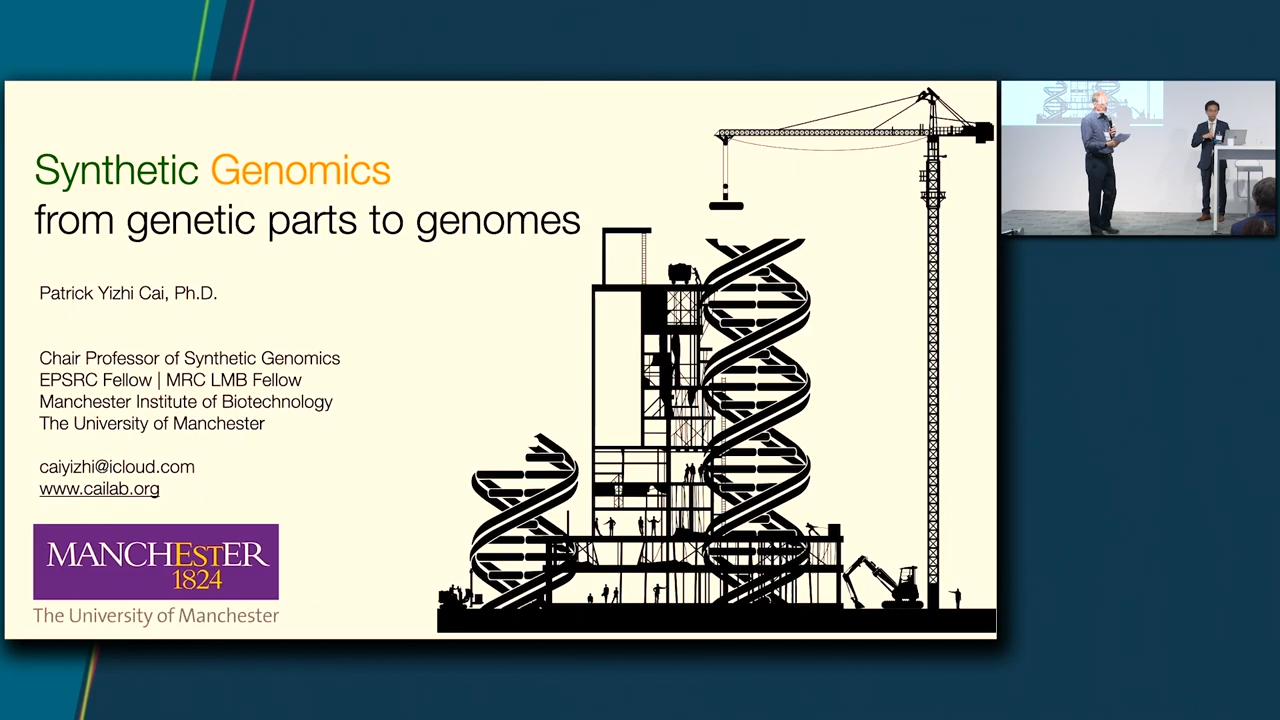 Synthetic Genomics
from genetic parts to genomes
Patrick Yizhi Cai, Ph.D.
Chair Professor of Synthetic Genomics
EPSRC Fellow | MRC LMB Fellow
Manchester Institute of Biotechnology
The University of Manchester
caiyizhi@icloud.com
www.cailab.org
MANCHESTER
1824
The University of Manchester